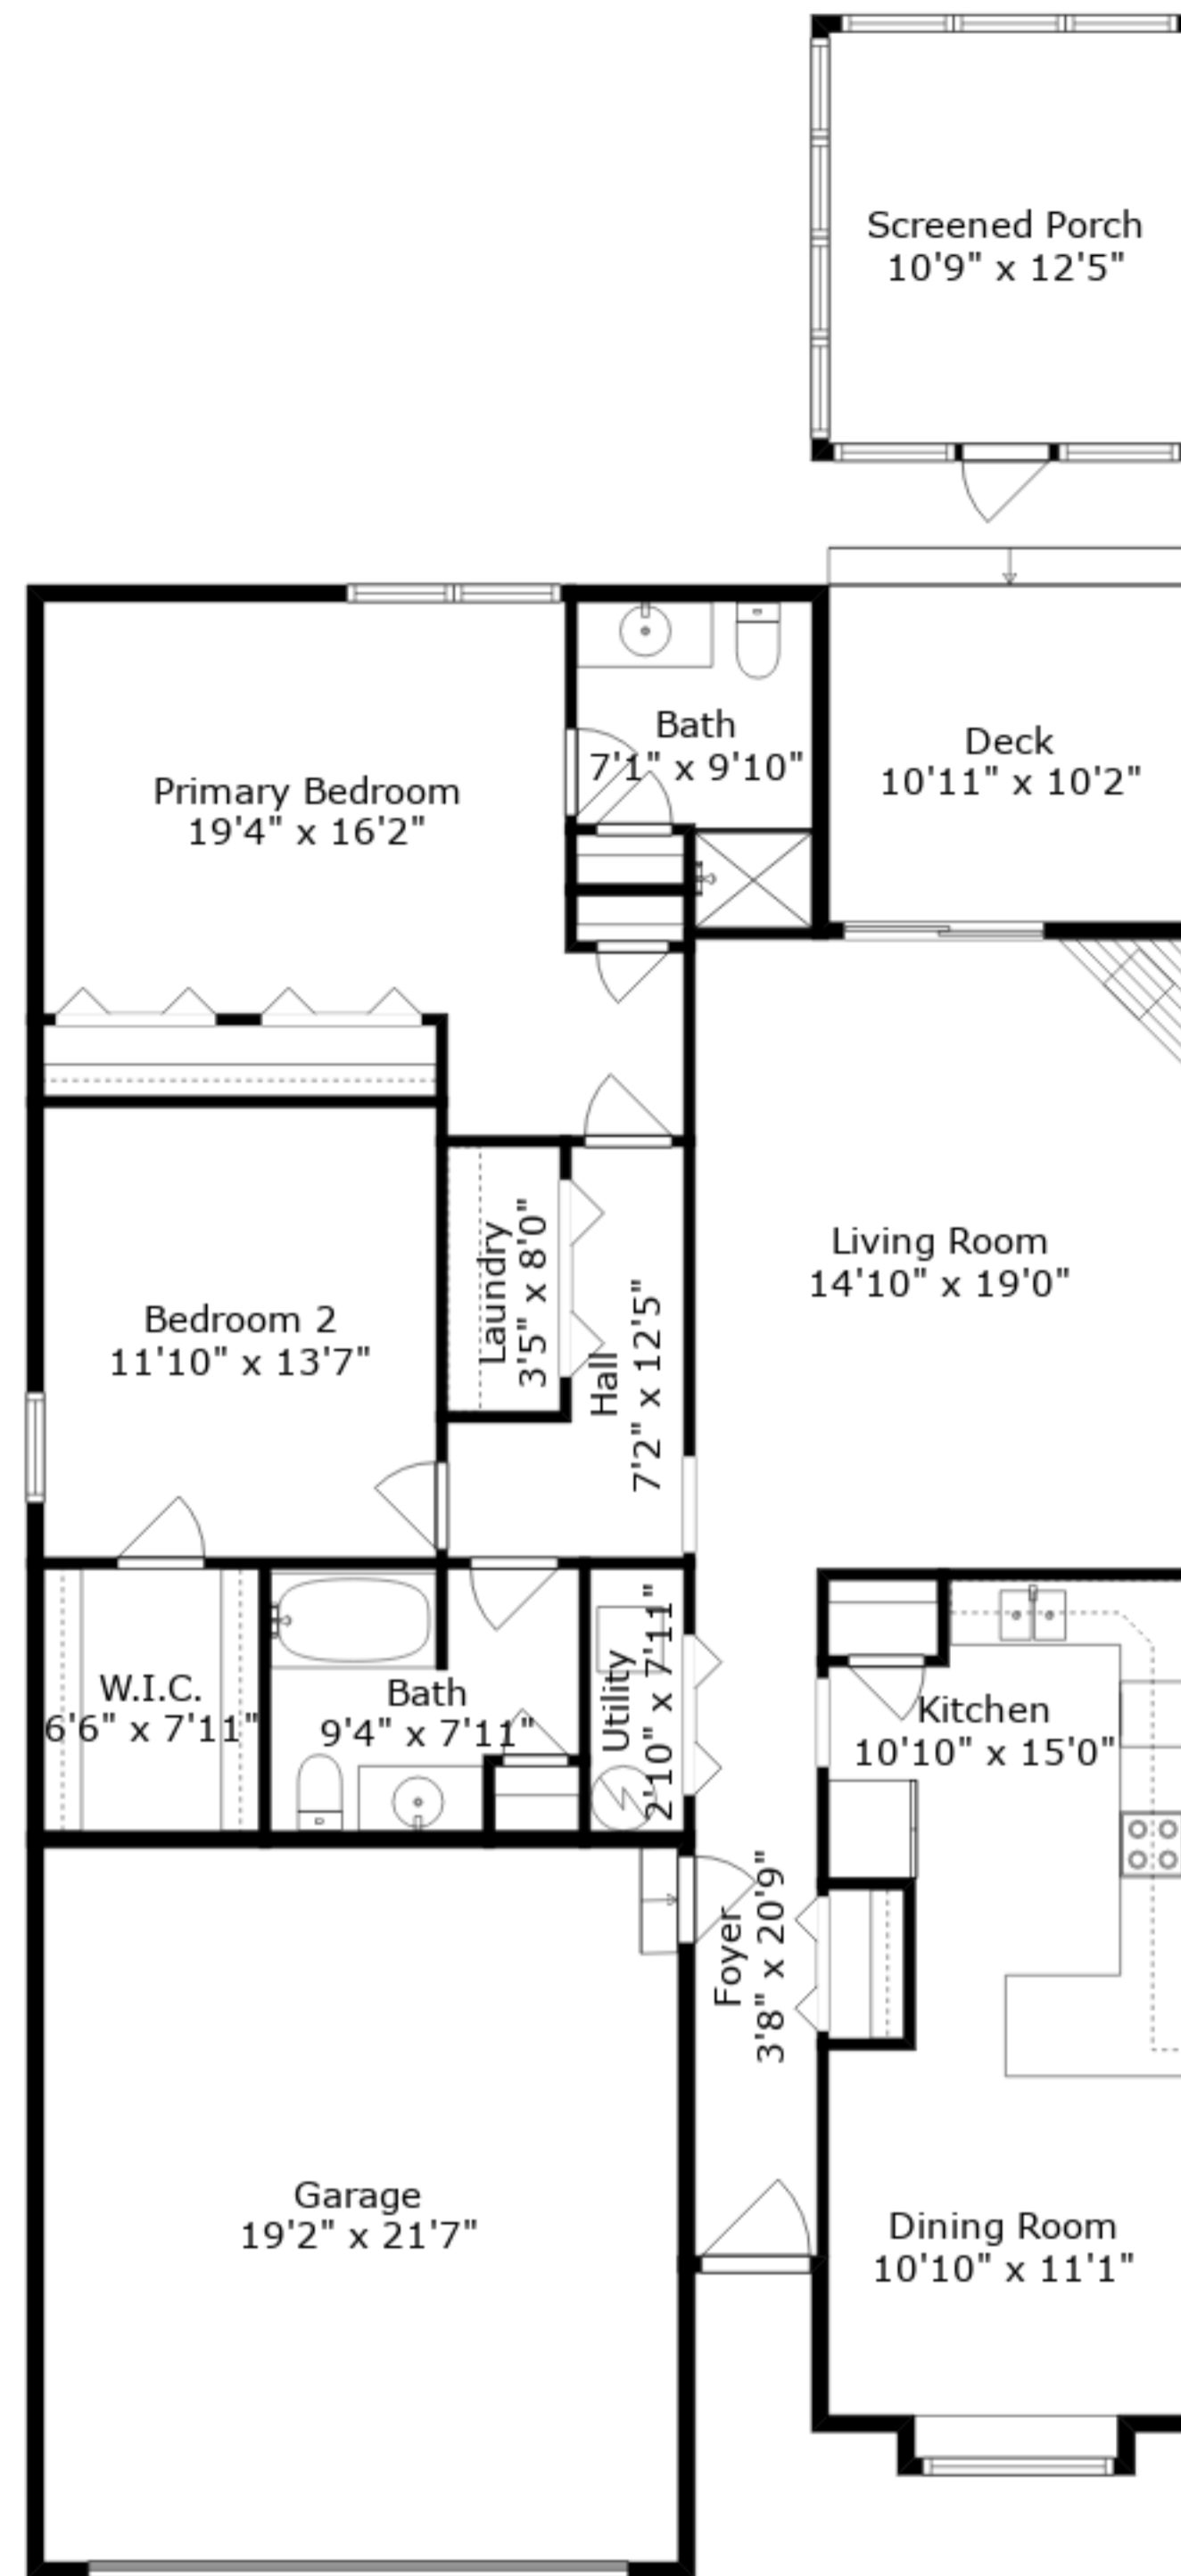 Screened Porch
10'9" x 12'5"
Bath
7'1" x 9'10"
Deck
10'11" x 10'2"
Primary Bedroom
19'4" x 16'2"
Living Room
14'10" x 19'0"
Laundry
3'5" x 8'0"
Bedroom 2
11'10" x 13'7"
Hall
7'2" x 12'5"
W.I.C.
6'6" x 7'11"
Bath
9'4" x 7'11"
Utility
2'10" x 7'11"
Kitchen
10'10" x 15'0"
Foyer
3'8" x 20'9"
Garage
19'2" x 21'7"
Dining Room
10'10" x 11'1"